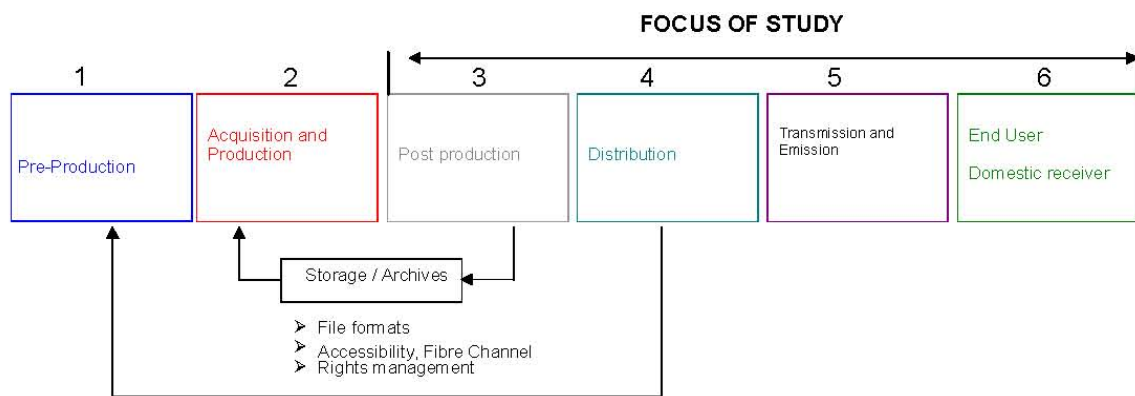 FOCUS OF STUDY
1
2
3
4
5
6
Pre-Production
Acquisition and
Production
Post production
Distribution
Transmission and
Emission
End User
Domestic receiver
Storage / Archives
File formats
Accessibility, Fibre Channel
Rights management